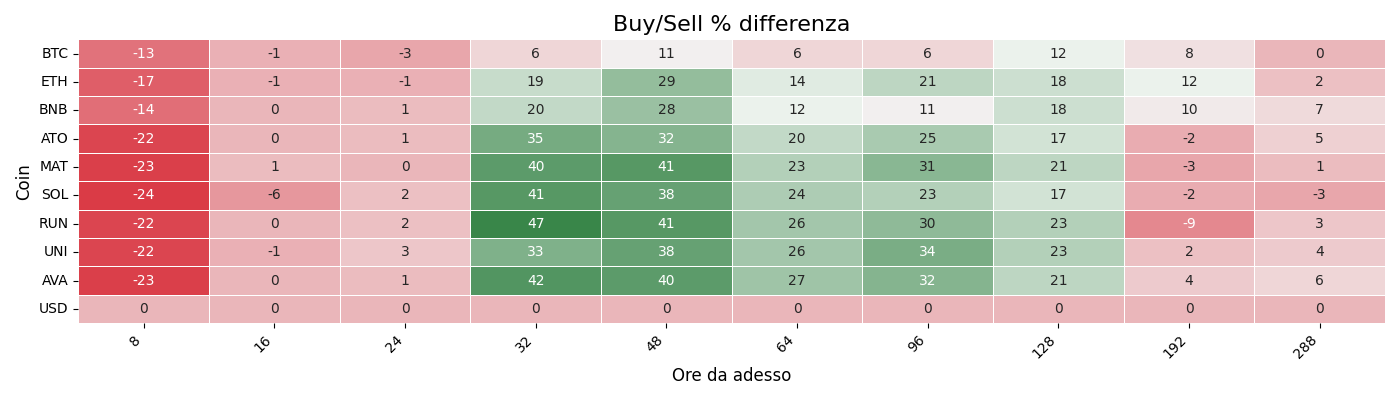 Buy/Sell % differenza
BTC -13 -1 -3 6 11 6 6 12 8 0
ETH -17 -1 -1 19 29 14 21 18 12 2
BNB -14 0 1 20 28 12 11 18 10 7
ATO -22 0 1 35 32 20 25 17 -2 5
MAT -23 1 0 40 41 23 31 21 -3 1
SOL -24 -6 2 41 38 24 23 17 -2 -3
RUN -22 0 2 47 41 26 30 23 -9 3
UNI -22 -1 3 33 38 26 34 23 2 4
AVA -23 0 1 42 40 27 32 21 4 6
USD 0 0 0 0 0 0 0 0 0 0
Coin
8 16 24 32 48 64 96 128 192 288
Ore da adesso